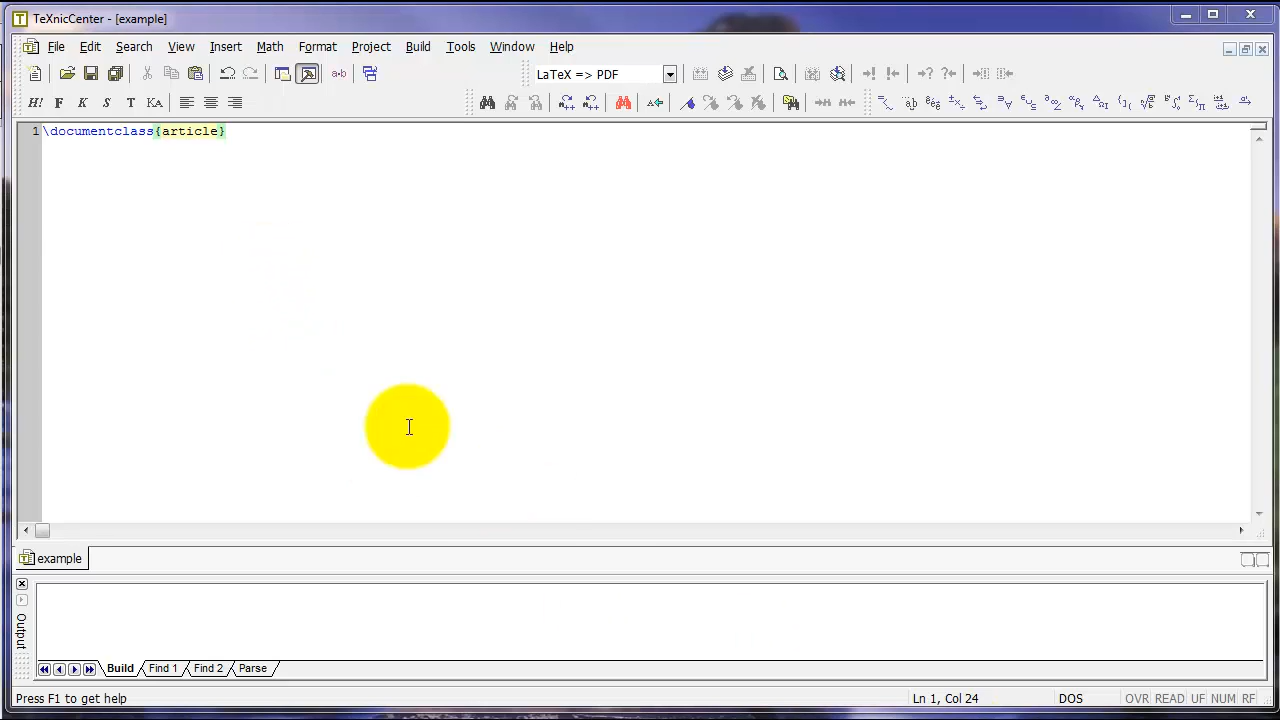 TeXnicCenter - [example]
File Edit Search View Insert Math Format Project Build Tools Window Help
LaTeX => PDF
H! F K S T KA
1 \documentclass{article}
example
Output
Build Find 1 Find 2 Parse
Press F1 to get help Ln 1, Col 24 DOS OVR READ UF NUM RF